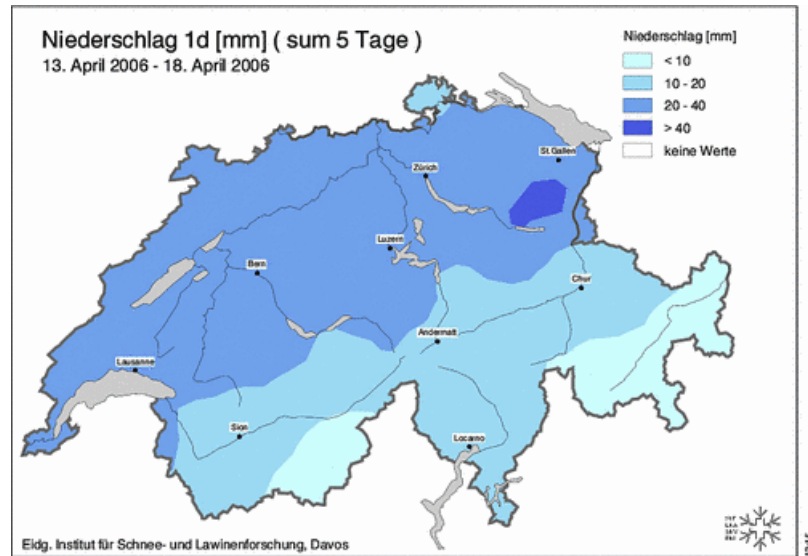 Niederschlag 1d [mm] ( sum 5 Tage )
13. April 2006 - 18. April 2006
Niederschlag [mm]
< 10
10 - 20
20 - 40
> 40
keine Werte
St.Gallen
Zürich
Luzern
Bern
Chur
Andermatt
Lausanne
Sion
Locarno
Eidg. Institut für Schnee- und Lawinenforschung, Davos